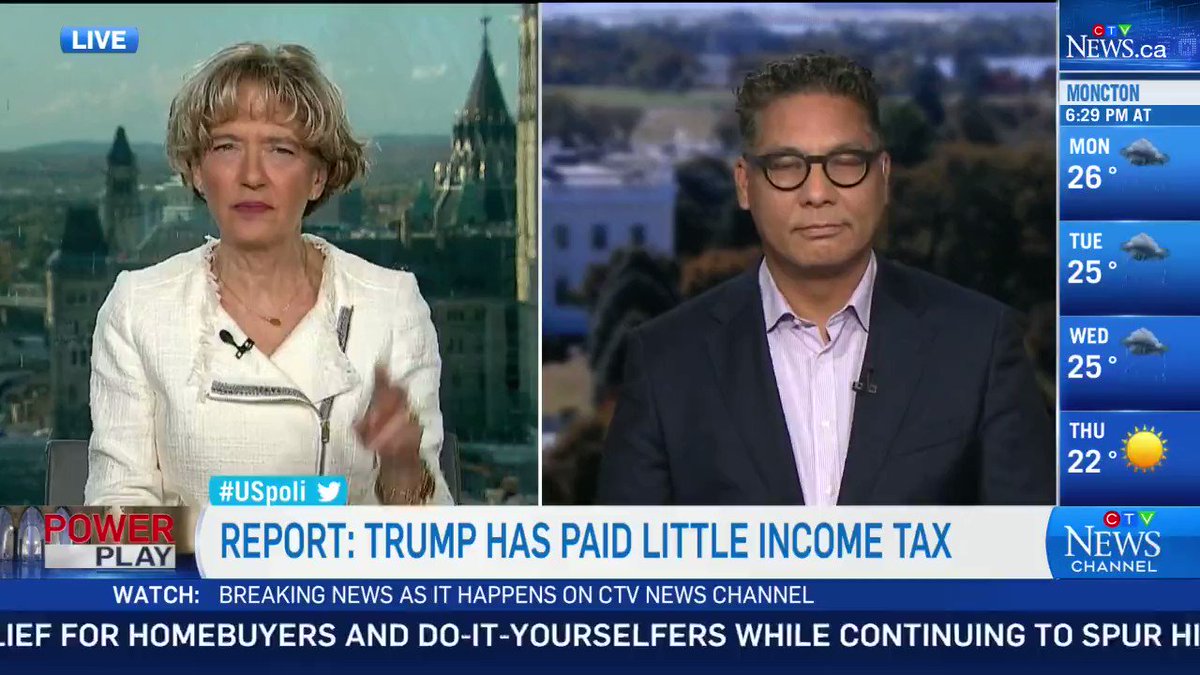 LIVE
CTV
NEWS.ca
MONCTON
6:29 PM AT
MON
26°
TUE
25°
WED
25°
THU
22°
#USpoli
POWER
PLAY
REPORT: TRUMP HAS PAID LITTLE INCOME TAX
CTV
NEWS
CHANNEL
WATCH: BREAKING NEWS AS IT HAPPENS ON CTV NEWS CHANNEL
LIEF FOR HOMEBUYERS AND DO-IT-YOURSELFERS WHILE CONTINUING TO SPUR HI